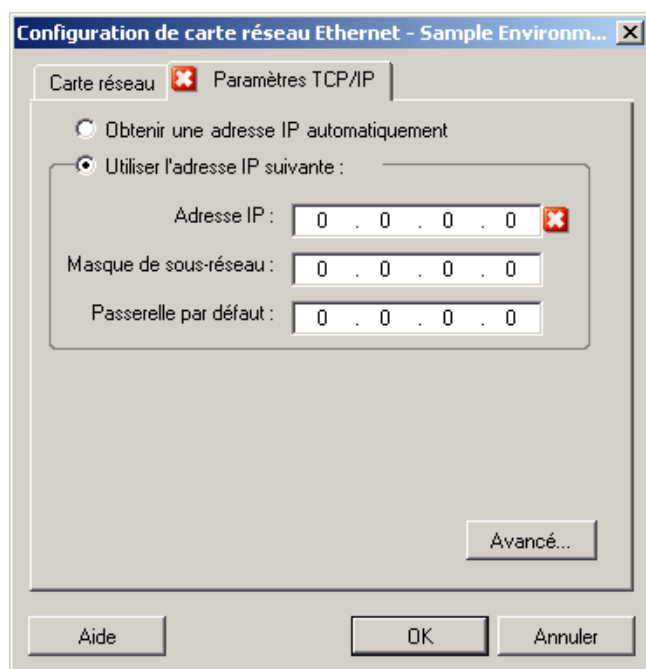 Configuration de carte réseau Ethernet - Sample Environm...
Carte réseau
Paramètres TCP/IP
Obtenir une adresse IP automatiquement
Utiliser l'adresse IP suivante :
Adresse IP : 0 . 0 . 0 . 0
Masque de sous-réseau : 0 . 0 . 0 . 0
Passerelle par défaut : 0 . 0 . 0 . 0
Avancé...
Aide
OK
Annuler